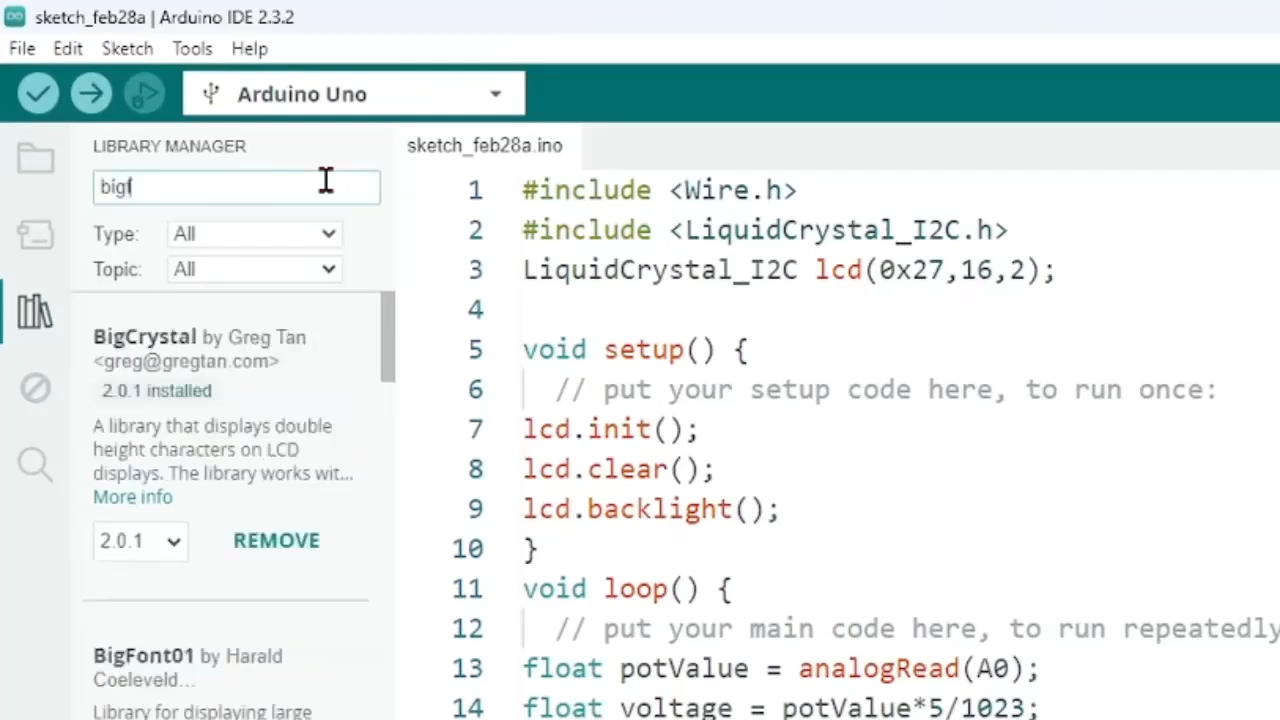 sketch_feb28a | Arduino IDE 2.3.2
File Edit Sketch Tools Help
Arduino Uno
LIBRARY MANAGER
bigf
Type: All
Topic: All
BigCrystal by Greg Tan
<greg@gregtan.com>
2.0.1 installed
A library that displays double
height characters on LCD
displays. The library works wit...
More info
2.0.1 REMOVE
BigFont01 by Harald
Coeleveld...
Library for displaying large
sketch_feb28a.ino
1 #include <Wire.h>
2 #include <LiquidCrystal_I2C.h>
3 LiquidCrystal_I2C lcd(0x27,16,2);
4
5 void setup() {
6 // put your setup code here, to run once:
7 lcd.init();
8 lcd.clear();
9 lcd.backlight();
10 }
11 void loop() {
12 // put your main code here, to run repeatedly
13 float potValue = analogRead(A0);
14 float voltage = potValue*5/1023;